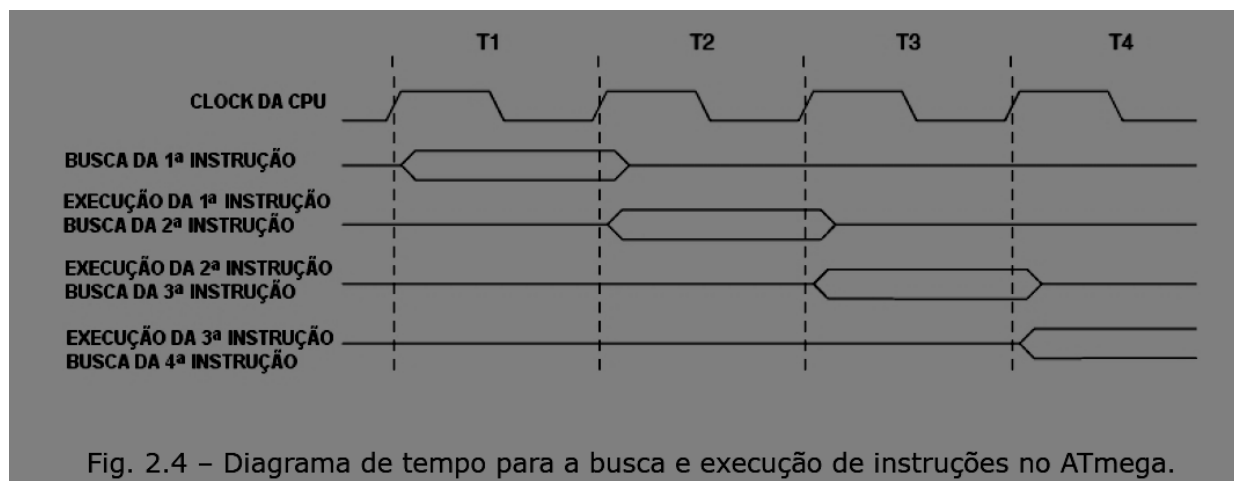 T1 T2 T3 T4
CLOCK DA CPU
BUSCA DA 1ª INSTRUÇÃO
EXECUÇÃO DA 1ª INSTRUÇÃO
BUSCA DA 2ª INSTRUÇÃO
EXECUÇÃO DA 2ª INSTRUÇÃO
BUSCA DA 3ª INSTRUÇÃO
EXECUÇÃO DA 3ª INSTRUÇÃO
BUSCA DA 4ª INSTRUÇÃO
Fig. 2.4 – Diagrama de tempo para a busca e execução de instruções no ATmega.